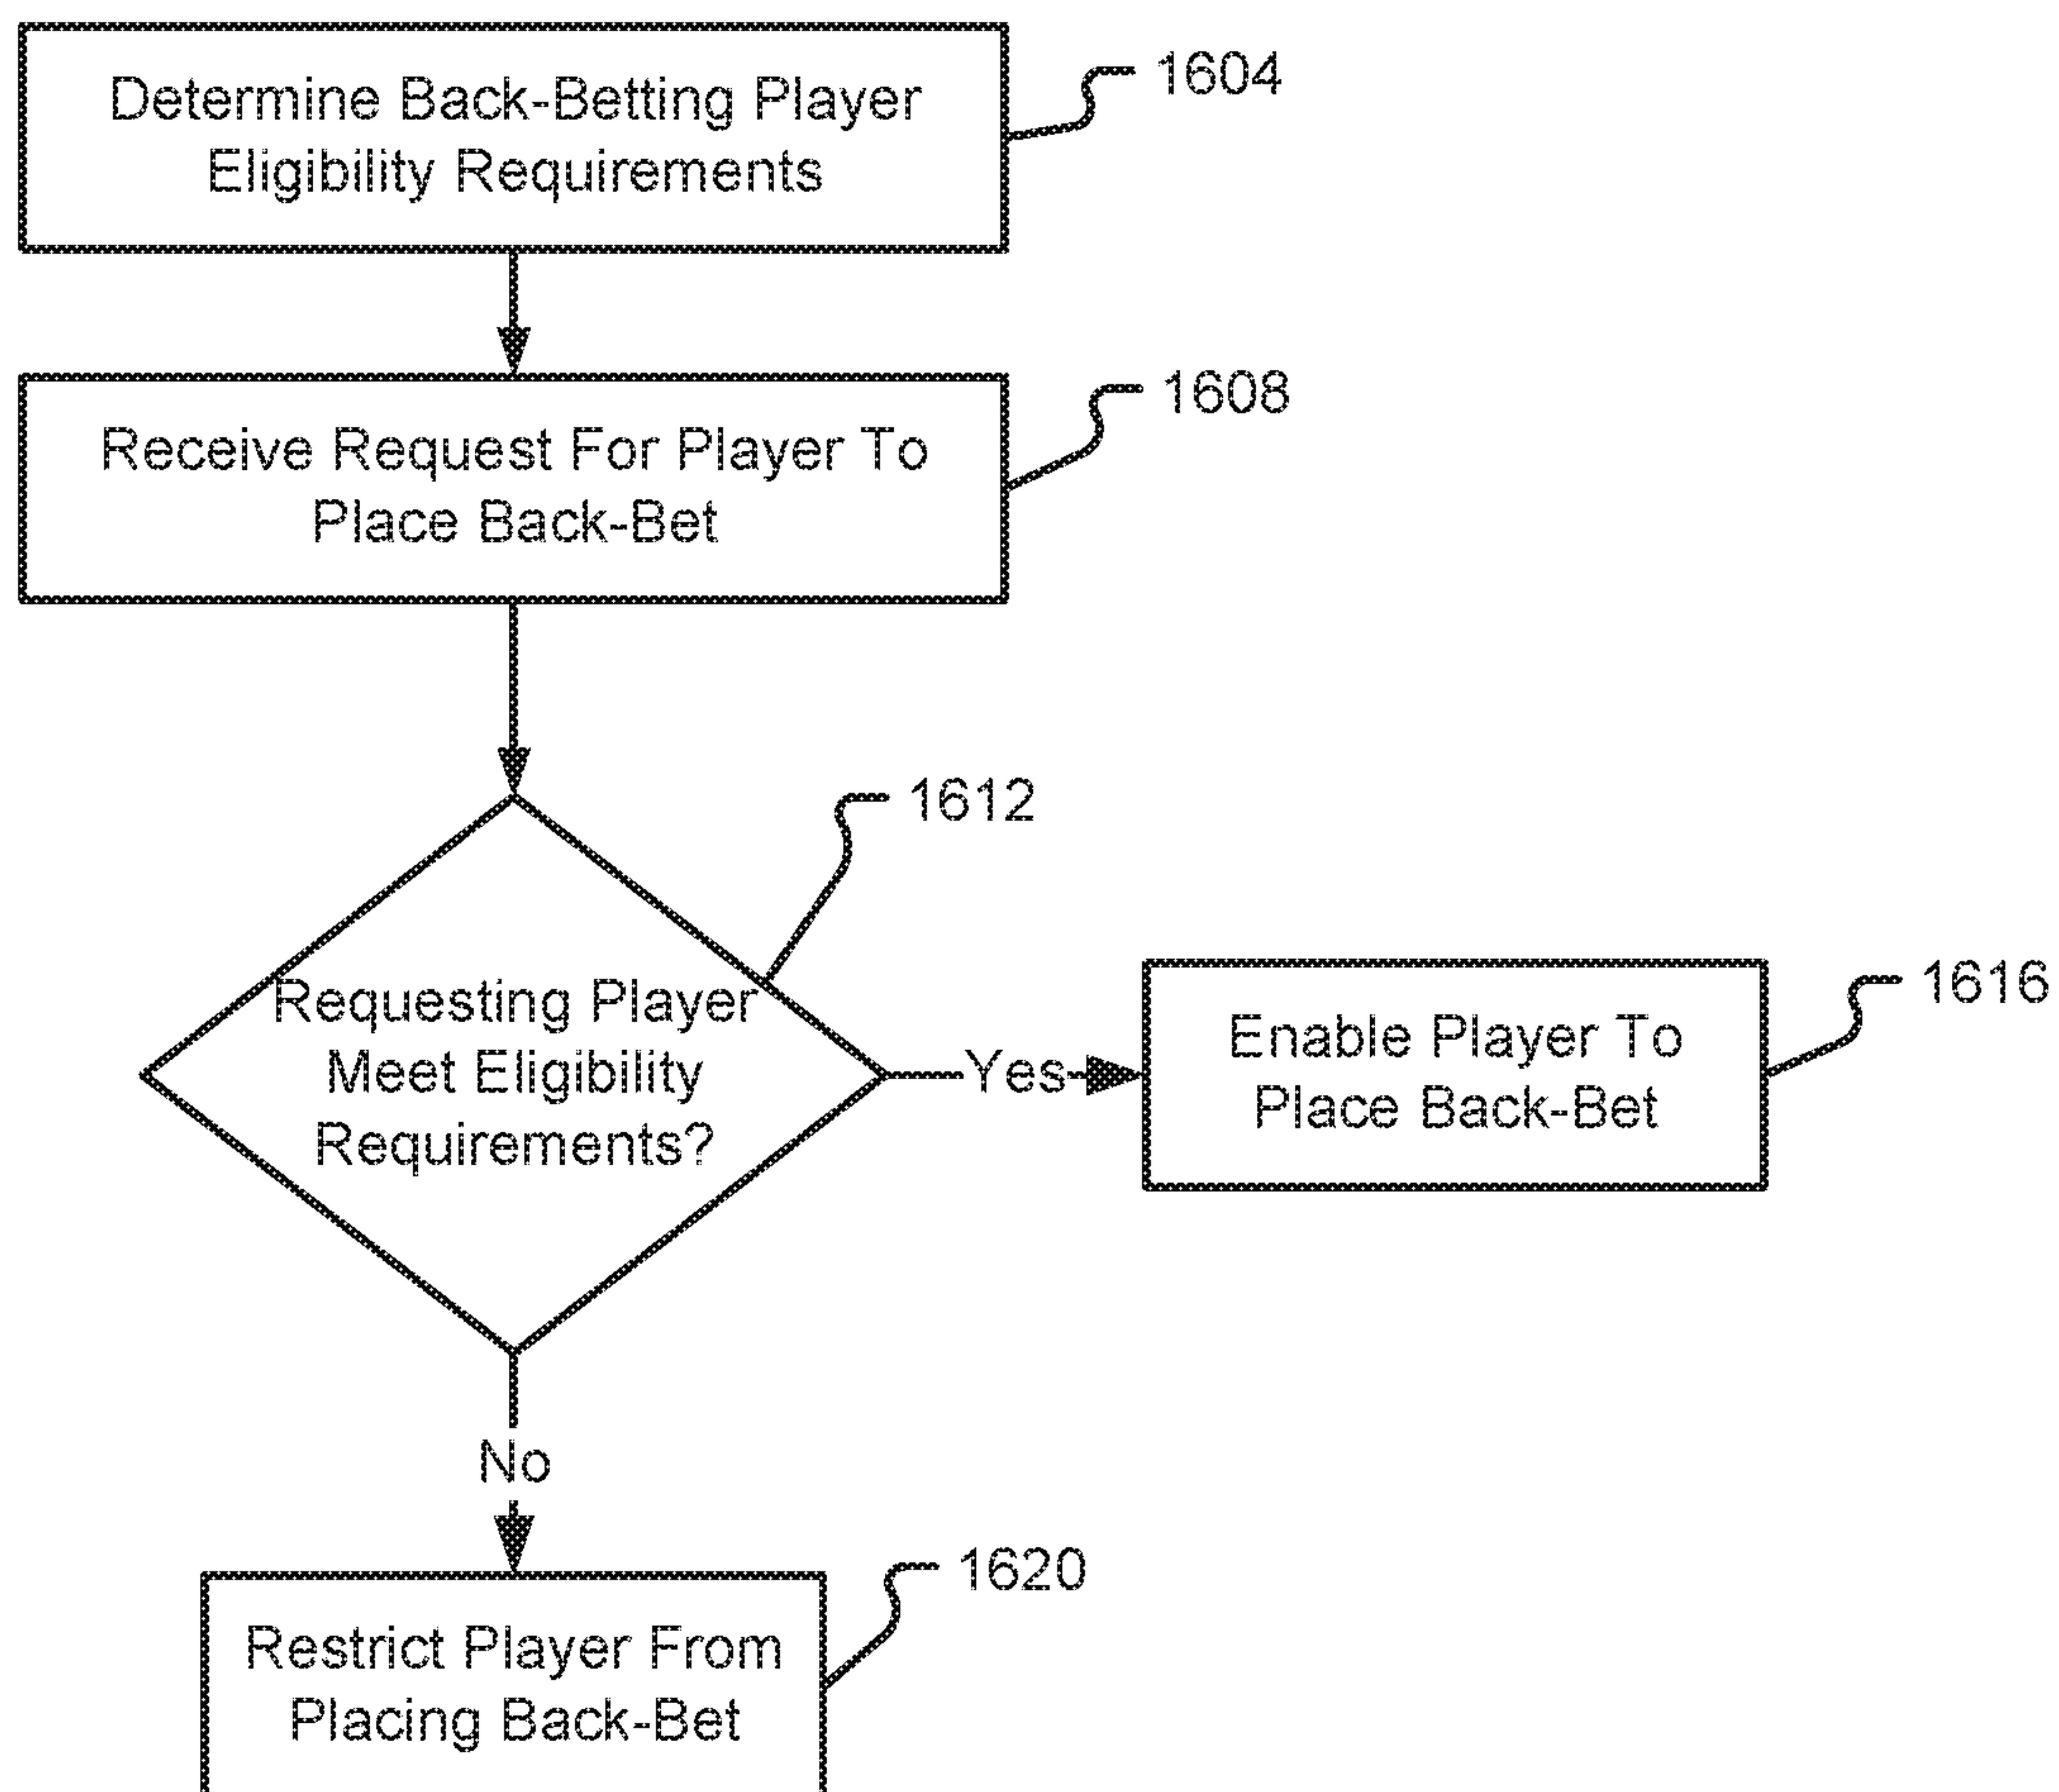 Determine Back-Betting Player
Eligibility Requirements
1604
Receive Request For Player To
Place Back-Bet
1608
1612
Requesting Player
Meet Eligibility
Requirements?
Yes
Enable Player To
Place Back-Bet
1616
No
1620
Restrict Player From
Placing Back-Bet